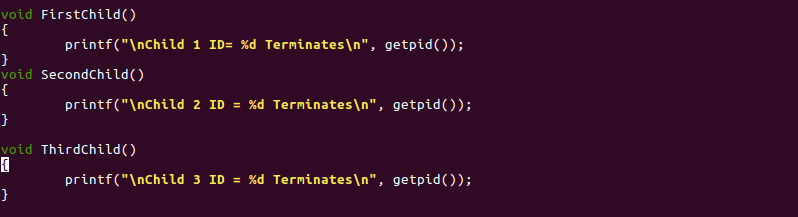 void FirstChild()
{
        printf("\nChild 1 ID= %d Terminates\n", getpid());
}
void SecondChild()
{
        printf("\nChild 2 ID = %d Terminates\n", getpid());
}

void ThirdChild()
{
        printf("\nChild 3 ID = %d Terminates\n", getpid());
}